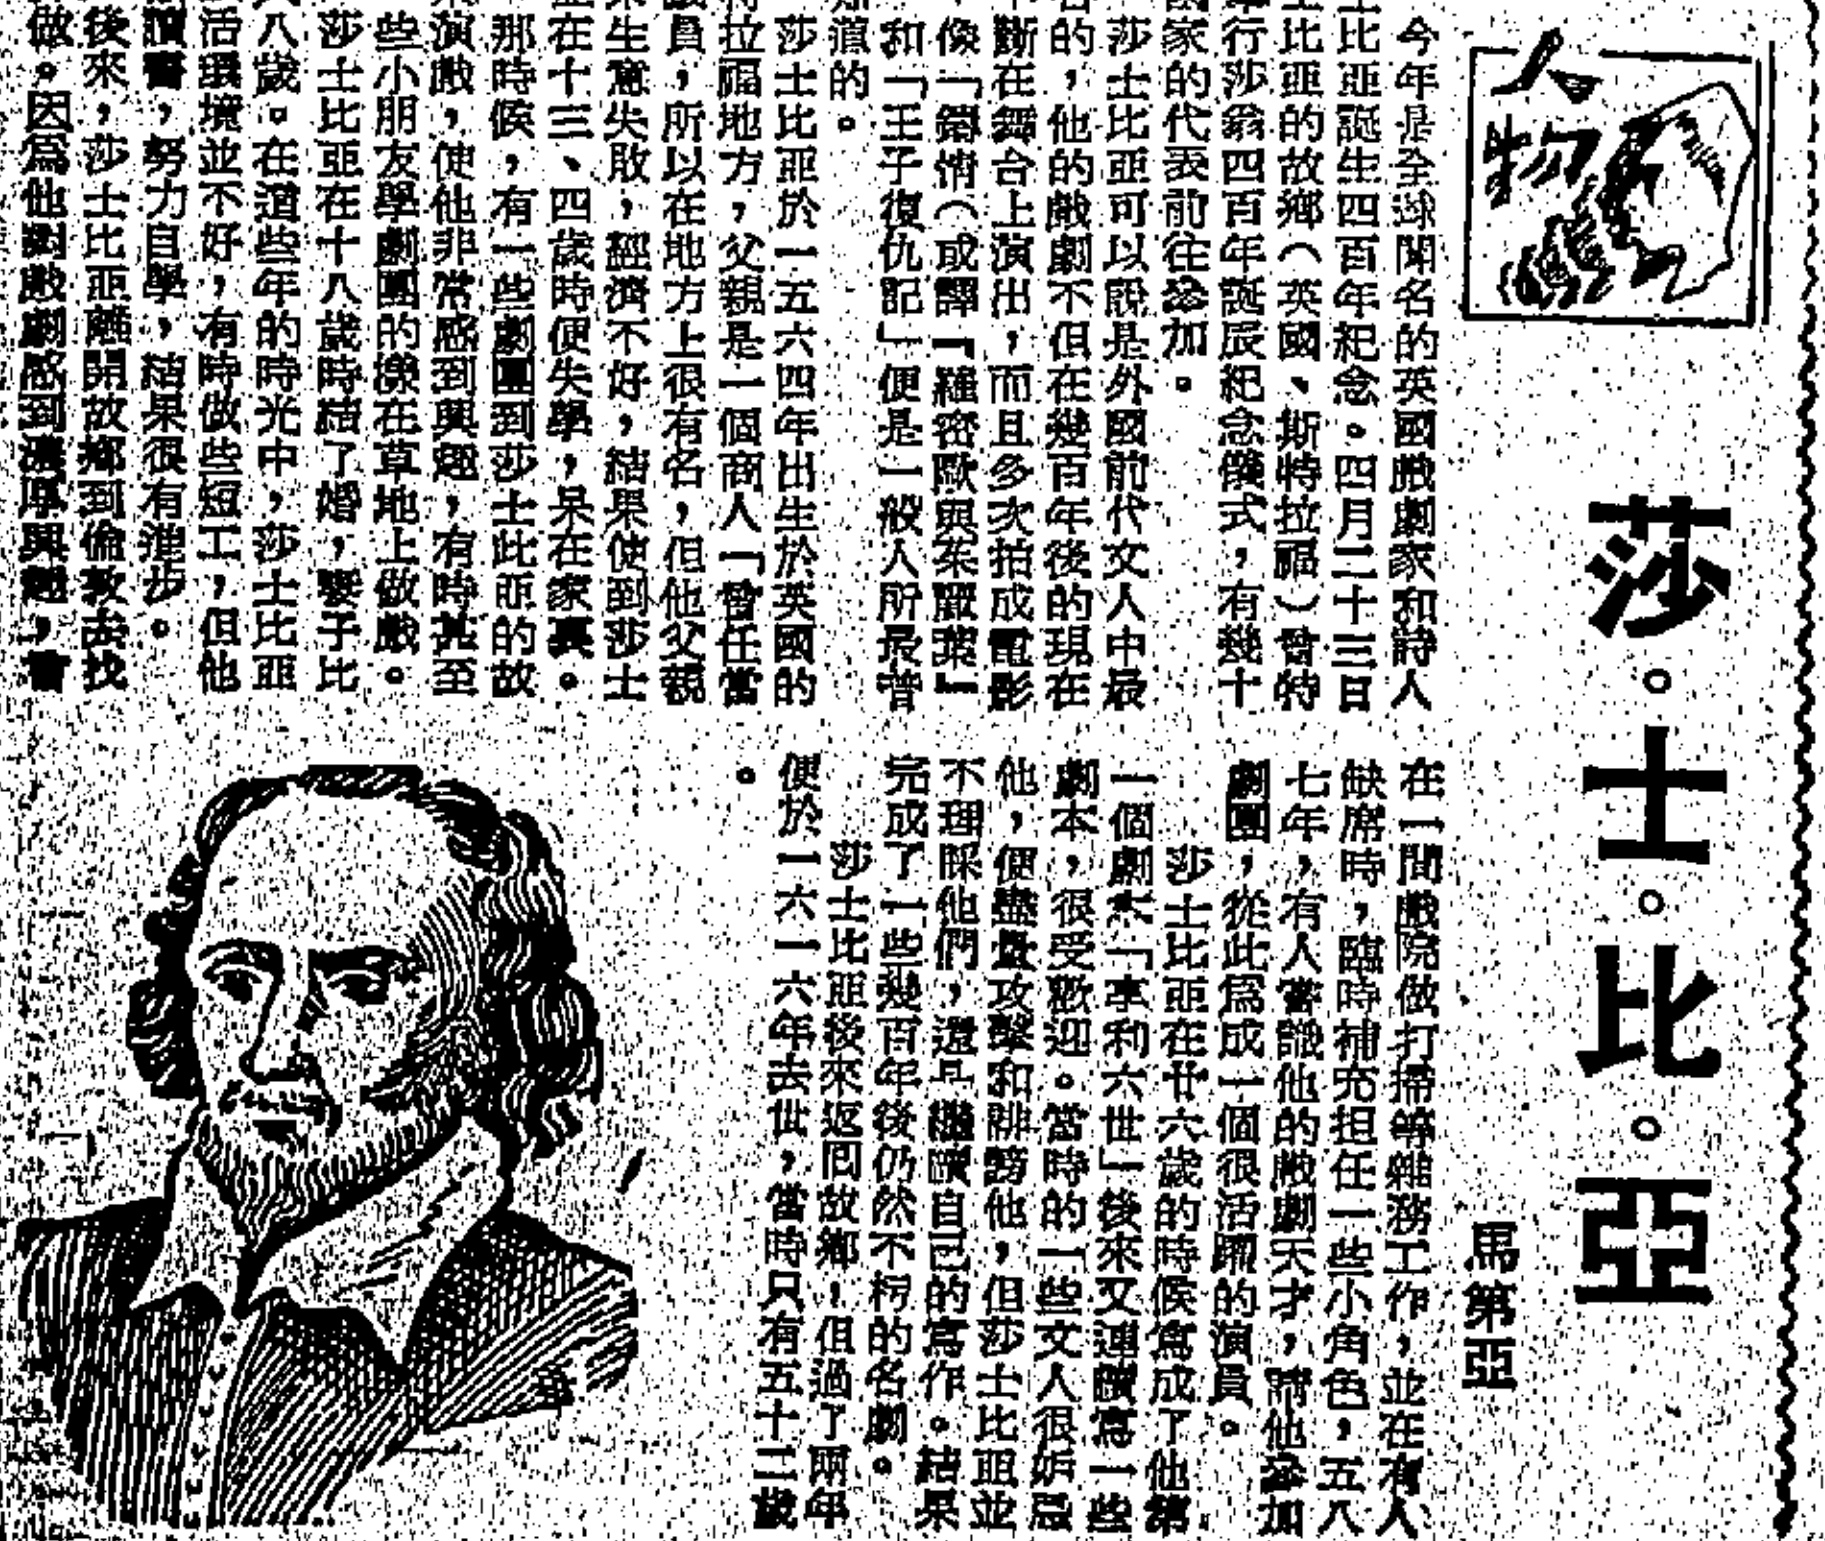 人物
莎・士・比・亞
馬第亞
今年是全球聞名的英國戲劇家和詩人
士比亞誕生四百年紀念。四月二十三日
士比亞的故鄉（英國、斯特拉福）曾特
舉行莎翁四百年誕辰紀念儀式，有幾十
國家的代表前往參加。
莎士比亞可以說是外國前代文人中最
名的，他的戲劇不但在幾百年後的現在
不斷在舞台上演出，而且多次拍成電影
，像「鑄情（或譯『羅密歐與茱麗葉』
和「王子復仇記」便是一般人所最普
知道的。
莎士比亞於一五六四年出生於英國的
特拉福地方，父親是一個商人「曾任當
議員，所以在地方上很有名，但他父親
來生意失敗，經濟不好，結果使到莎士
亞在十三、四歲時便失學，呆在家裏。
那時候，有一些劇團到莎士比亞的故
來演戲，使他非常感到興趣，有時甚至
些小朋友學劇團的樣在草地上做戲。
莎士比亞在十八歲時結了婚，妻子比
大八歲。在這些年的時光中，莎士比亞
活環境並不好，有時做些短工，但他
讀書，努力自學，結果很有進步。
後來，莎士比亞離開故鄉到倫敦去找
做。因為他對戲劇感到濃厚興趣，會
在一間戲院做打掃等雜務工作，並在有人
缺席時，臨時補充担任一些小角色，五八
七年，有人賞識他的戲劇天才，請他參加
劇團，從此爲成一個很活躍的演員。
莎士比亞在廿六歲的時候寫成了他第
一個劇本「亨利六世」後來又連續寫一些
劇本，很受歡迎。當時的一些文人很妒忌
他，便盡量攻擊和誹謗他，但莎士比亞並
不理睬他們，還是繼續自己的寫作。結果
完成了一些幾百年後仍然不朽的名劇。
莎士比亞後來返回故鄉，但過了兩年
便於一六一六年去世，當時只有五十二歲
。